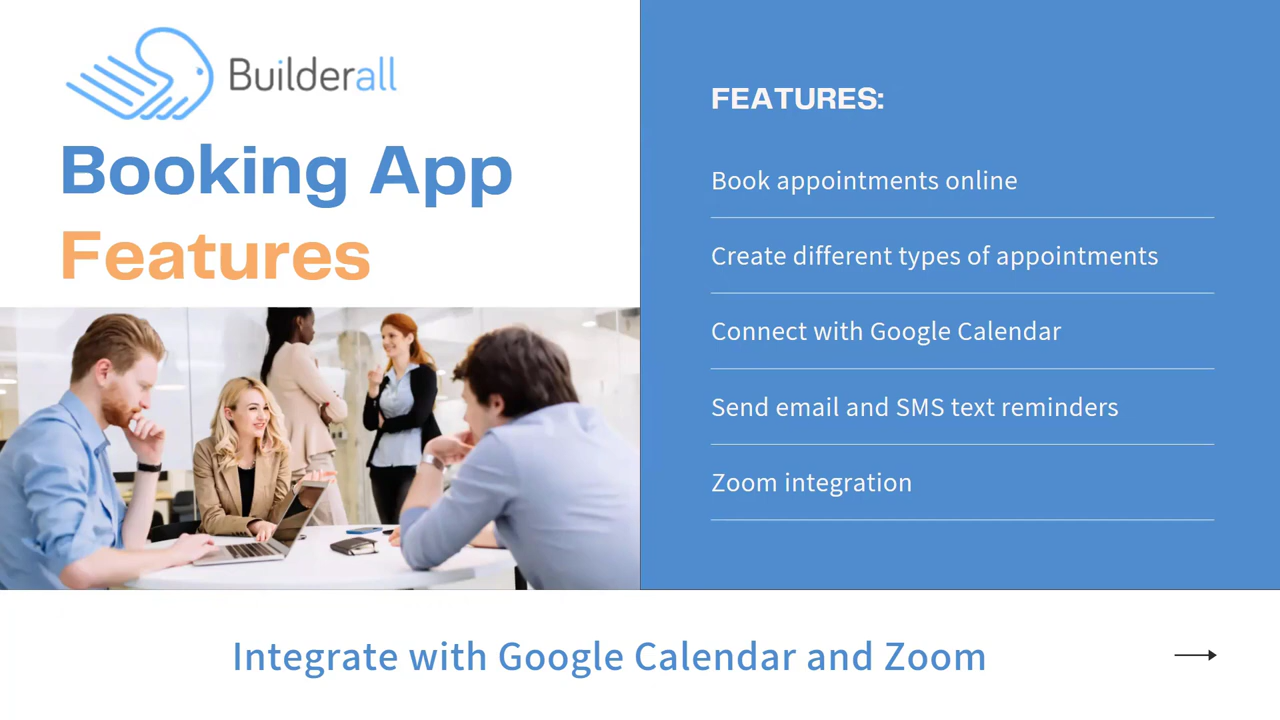 Builderall
Booking App
Features
FEATURES:
Book appointments online
Create different types of appointments
Connect with Google Calendar
Send email and SMS text reminders
Zoom integration
Integrate with Google Calendar and Zoom